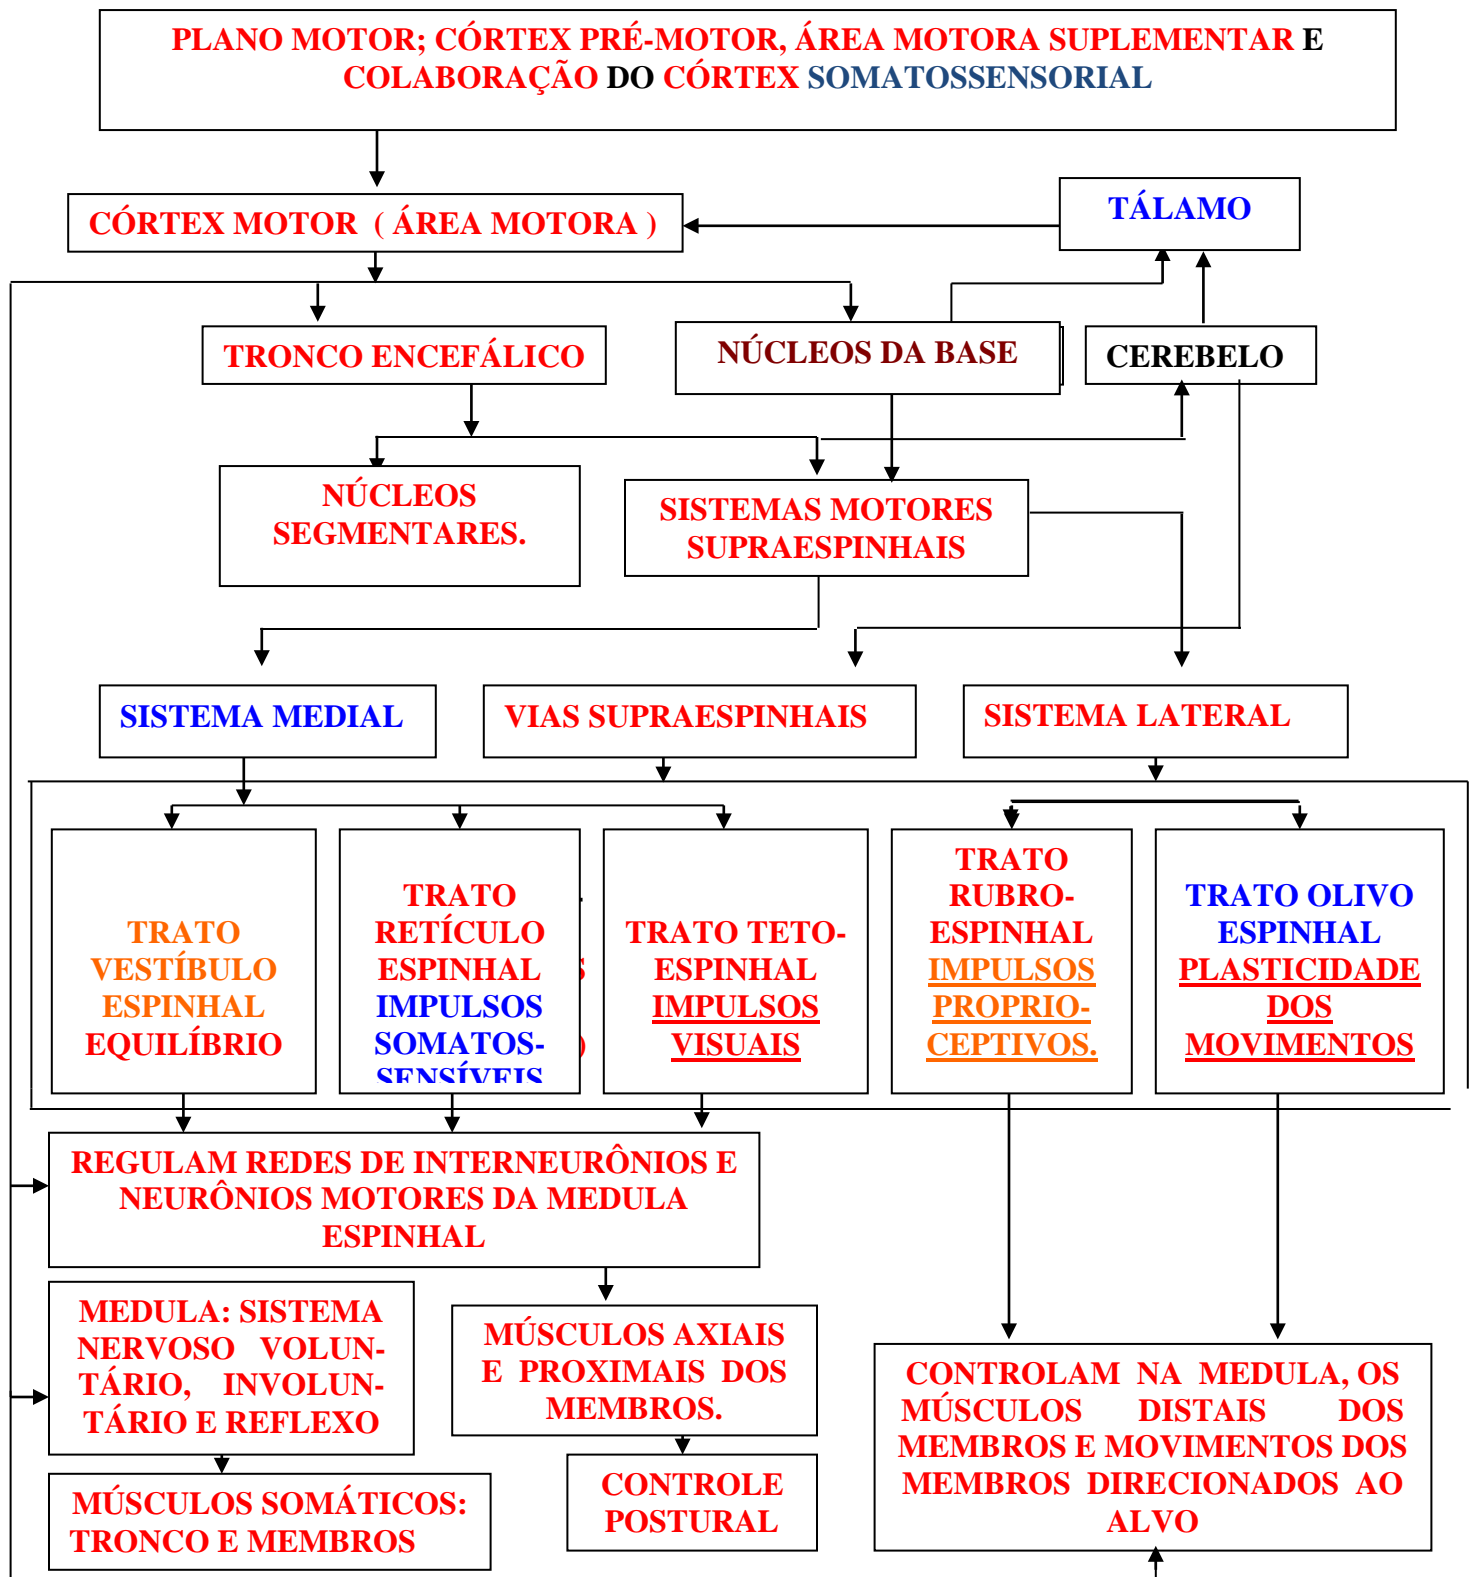 PLANO MOTOR; CÓRTEX PRÉ-MOTOR, ÁREA MOTORA SUPLEMENTAR E
COLABORAÇÃO DO CÓRTEX SOMATOSSENSORIAL
CÓRTEX MOTOR ( ÁREA MOTORA )
TÁLAMO
TRONCO ENCEFÁLICO
NÚCLEOS DA BASE
CEREBELO
NÚCLEOS
SEGMENTARES.
SISTEMAS MOTORES
SUPRAESPINHAIS
SISTEMA MEDIAL
VIAS SUPRAESPINHAIS
SISTEMA LATERAL
TRATO
VESTÍBULO
ESPINHAL
EQUILÍBRIO
TRATO
RETÍCULO
ESPINHAL
IMPULSOS
SOMATOS-
SENSÍVEIS
TRATO TETO-
ESPINHAL
IMPULSOS
VISUAIS
TRATO
RUBRO-
ESPINHAL
IMPULSOS
PROPRIO-
CEPTIVOS.
TRATO OLIVO
ESPINHAL
PLASTICIDADE
DOS
MOVIMENTOS
REGULAM REDES DE INTERNEURÔNIOS E
NEURÔNIOS MOTORES DA MEDULA
ESPINHAL
MEDULA: SISTEMA
NERVOSO VOLUN-
TÁRIO, INVOLUN-
TÁRIO E REFLEXO
MÚSCULOS AXIAIS
E PROXIMAIS DOS
MEMBROS.
CONTROLAM NA MEDULA, OS
MÚSCULOS DISTAIS DOS
MEMBROS E MOVIMENTOS DOS
MEMBROS DIRECIONADOS AO
ALVO
MÚSCULOS SOMÁTICOS:
TRONCO E MEMBROS
CONTROLE
POSTURAL